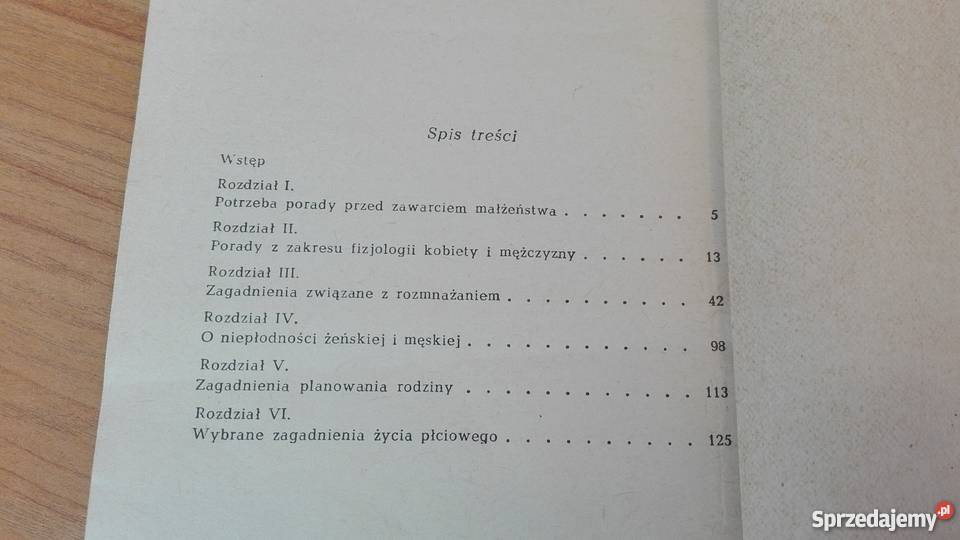 Spis treści
Wstęp
Rozdział I.
Potrzeba porady przed zawarciem małżeństwa . . . . . . . 5
Rozdział II.
Porady z zakresu fizjologii kobiety i mężczyzny . . . . . . 13
Rozdział III.
Zagadnienia związane z rozmnażaniem . . . . . . . . . . 42
Rozdział IV.
O niepłodności żeńskiej i męskiej . . . . . . . . . . . . 98
Rozdział V.
Zagadnienia planowania rodziny . . . . . . . . . . . . 113
Rozdział VI.
Wybrane zagadnienia życia płciowego . . . . . . . . . . 125
Sprzedajemy.pl